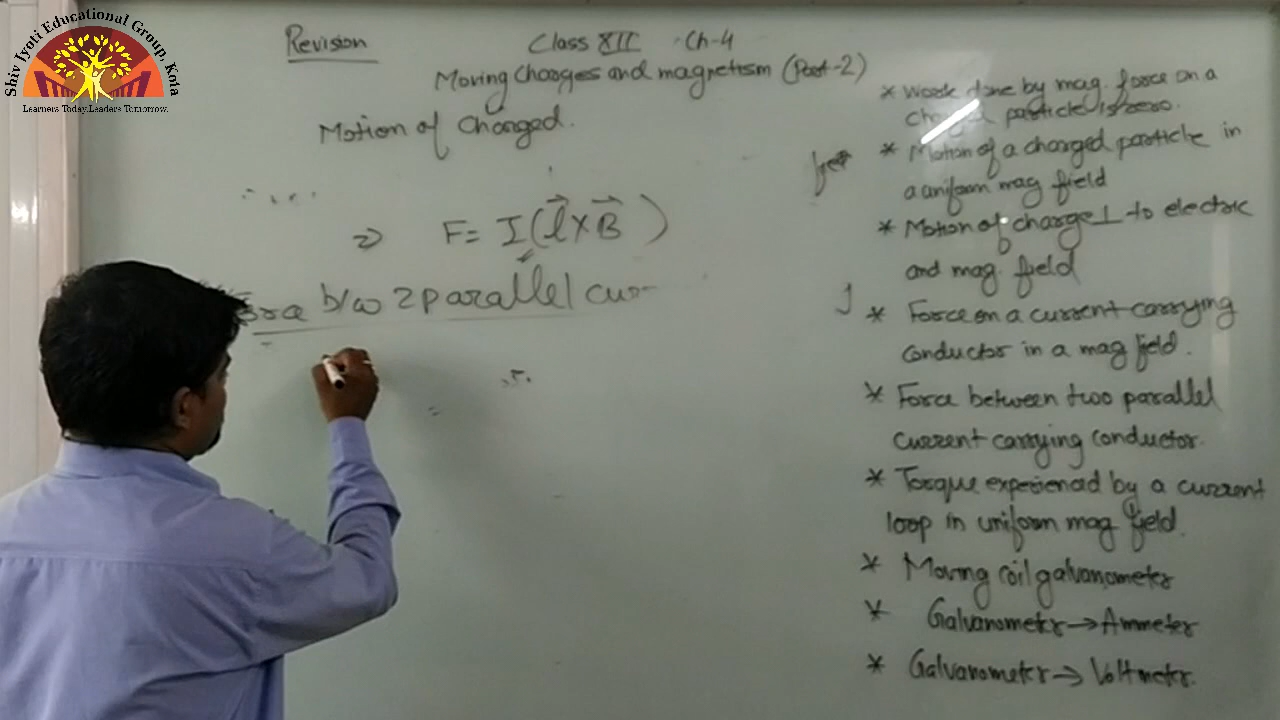 Shiv Jyoti Educational Group, Kota
Learners Today.Leaders Tomorrow.
Revision
Class XII Ch-4
Moving Charges and magnetism (Part-2)
Motion of Charged.
⇒ F= I(l⃗×B⃗)
b/w 2 parallel cur-
* Work done by mag. force on a
particle is zero.
* Motion of a charged particle in
a uniform mag field
* Motion of charge ⊥ to electric
and mag. field
* Force on a current carrying
conductor in a mag field.
* Force between two parallel
current carrying conductor.
* Torque experienced by a current
loop in uniform mag field.
* Moving coil galvanometer
* Galvanometer → Ammeter
* Galvanometer → Voltmeter.